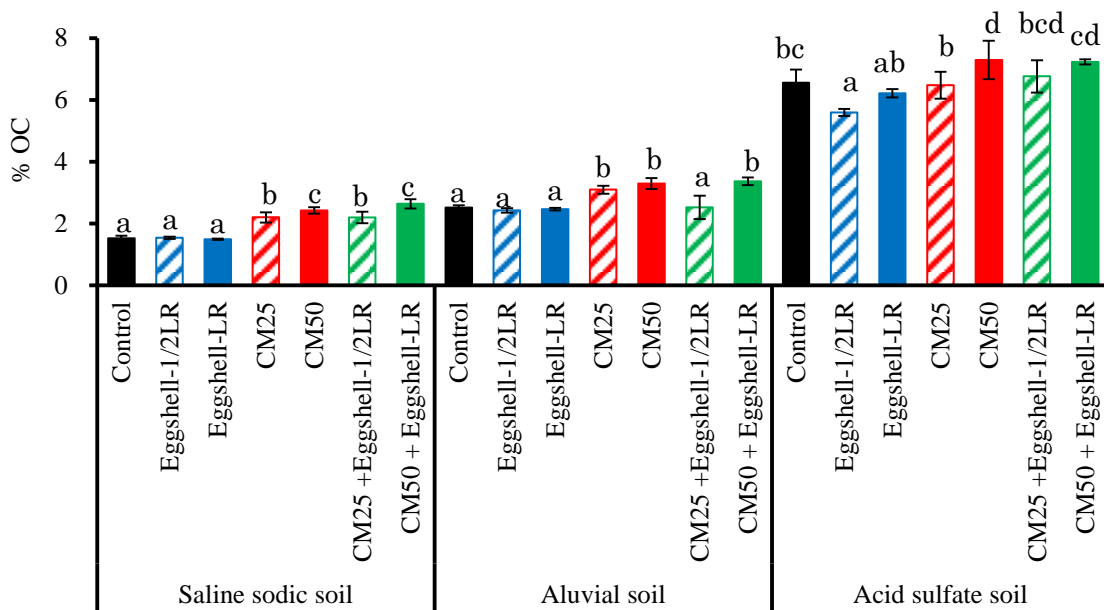 8
6
4
2
0
% OC
a
a
a
b
c
b
c
a
a
a
b
b
a
b
bc
a
ab
b
d
bcd
cd
Control
Eggshell-1/2LR
Eggshell-LR
CM25
CM50
CM25 +Eggshell-1/2LR
CM50 + Eggshell-LR
Control
Eggshell-1/2LR
Eggshell-LR
CM25
CM50
CM25 +Eggshell-1/2LR
CM50 + Eggshell-LR
Control
Eggshell-1/2LR
Eggshell-LR
CM25
CM50
CM25 +Eggshell-1/2LR
CM50 + Eggshell-LR
Saline sodic soil
Aluvial soil
Acid sulfate soil